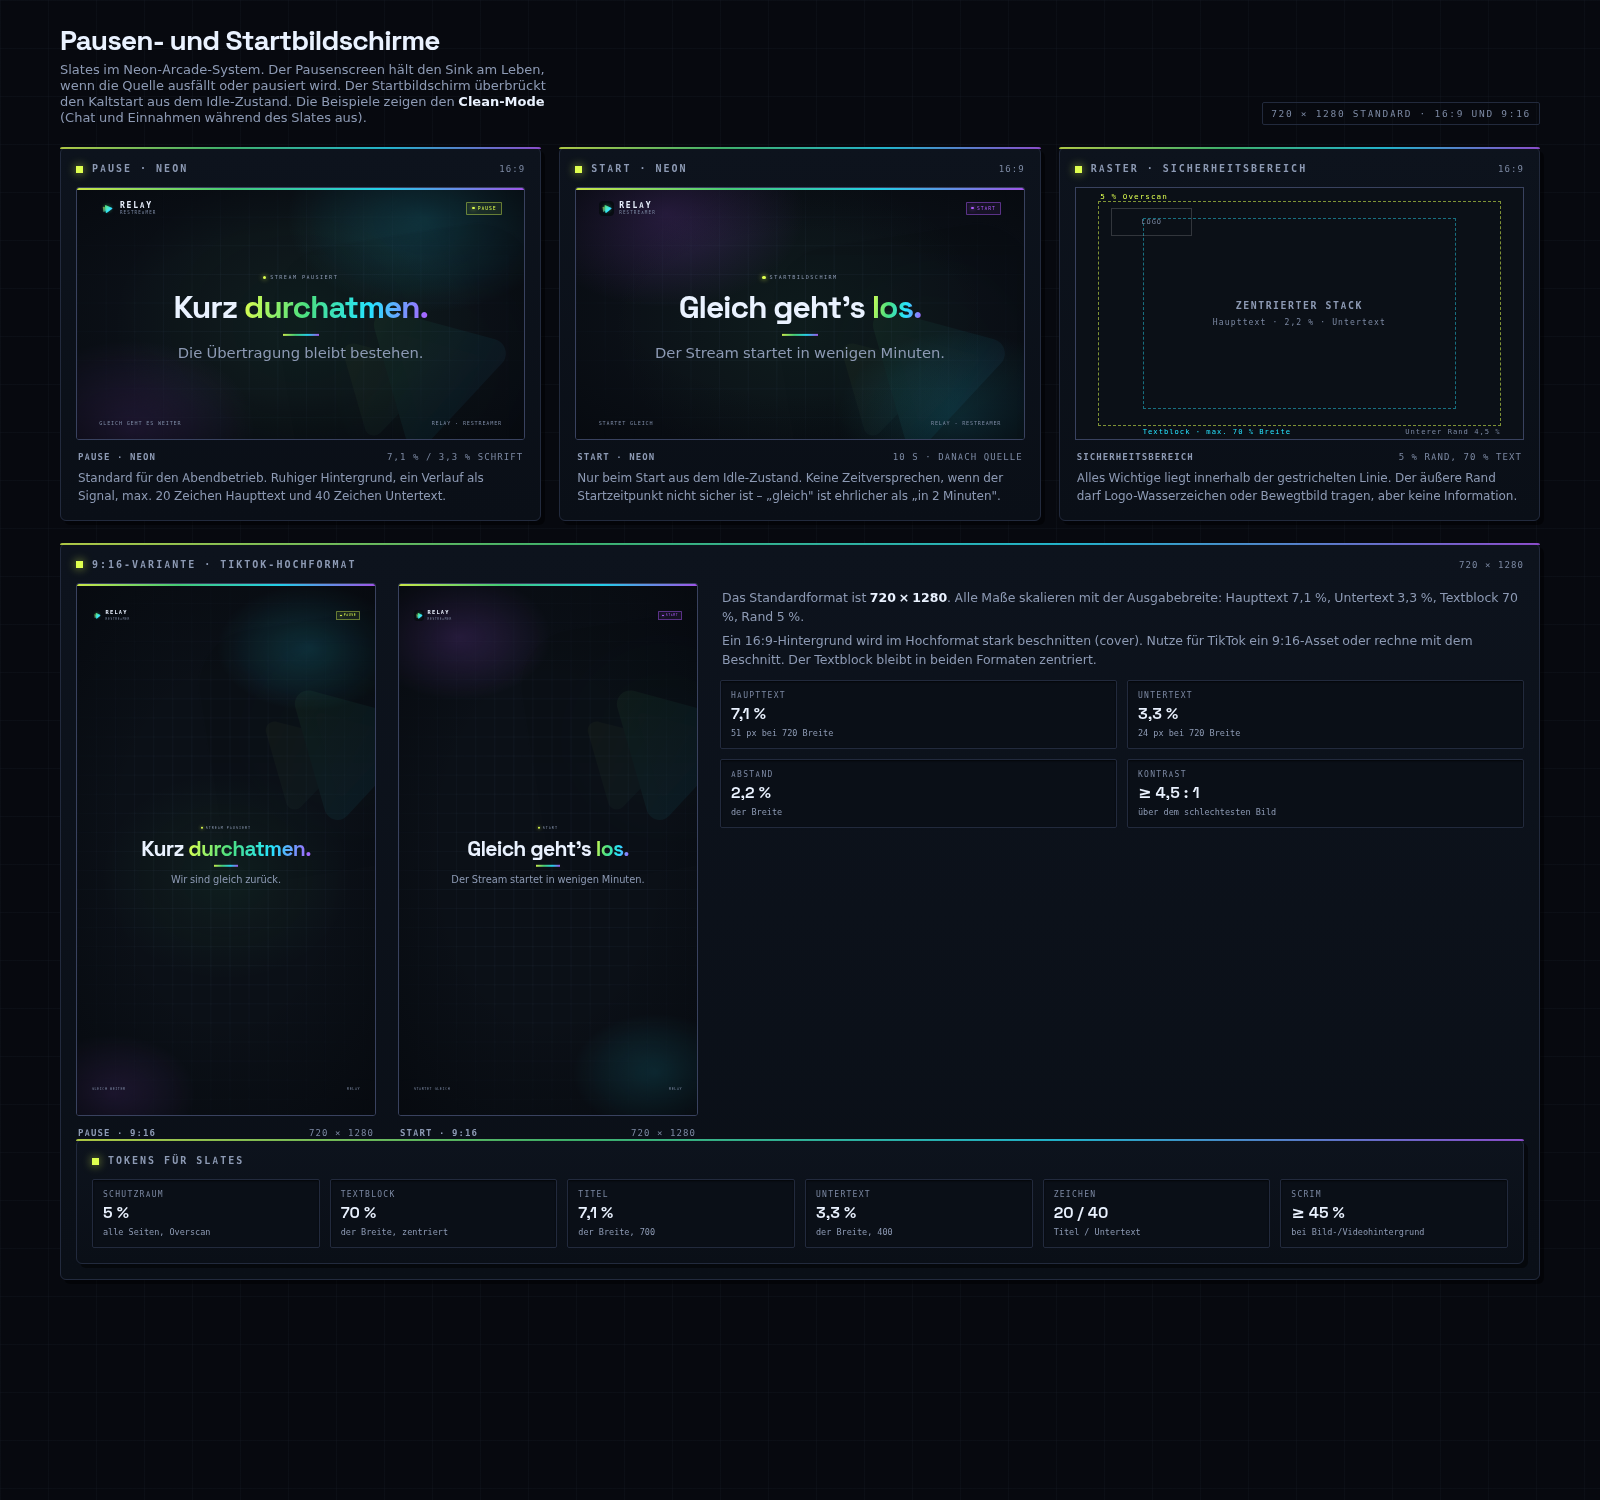 Pausen- und Startbildschirme
Slates im Neon-Arcade-System. Der Pausenscreen hält den Sink am Leben,
wenn die Quelle ausfällt oder pausiert wird. Der Startbildschirm überbrückt
den Kaltstart aus dem Idle-Zustand. Die Beispiele zeigen den Clean-Mode
(Chat und Einnahmen während des Slates aus).
720 × 1280 STANDARD · 16:9 UND 9:16
PAUSE · NEON
16:9
RELAY
RESTREAMER
PAUSE
STREAM PAUSIERT
Kurz durchatmen.
Die Übertragung bleibt bestehen.
GLEICH GEHT ES WEITER
RELAY · RESTREAMER
PAUSE · NEON
7,1 % / 3,3 % SCHRIFT
Standard für den Abendbetrieb. Ruhiger Hintergrund, ein Verlauf als
Signal, max. 20 Zeichen Haupttext und 40 Zeichen Untertext.
START · NEON
16:9
RELAY
RESTREAMER
START
STARTBILDSCHIRM
Gleich geht’s los.
Der Stream startet in wenigen Minuten.
STARTET GLEICH
RELAY · RESTREAMER
START · NEON
10 S · DANACH QUELLE
Nur beim Start aus dem Idle-Zustand. Keine Zeitversprechen, wenn der
Startzeitpunkt nicht sicher ist – „gleich" ist ehrlicher als „in 2 Minuten".
RASTER · SICHERHEITSBEREICH
16:9
5 % Overscan
LOGO
ZENTRIERTER STACK
Haupttext · 2,2 % · Untertext
Textblock · max. 70 % Breite
Unterer Rand 4,5 %
SICHERHEITSBEREICH
5 % RAND, 70 % TEXT
Alles Wichtige liegt innerhalb der gestrichelten Linie. Der äußere Rand
darf Logo-Wasserzeichen oder Bewegtbild tragen, aber keine Information.
9:16-VARIANTE · TIKTOK-HOCHFORMAT
720 × 1280
RELAY
RESTREAMER
PAUSE
STREAM PAUSIERT
Kurz durchatmen.
Wir sind gleich zurück.
GLEICH WEITER
RELAY
PAUSE · 9:16
720 × 1280
RELAY
RESTREAMER
START
START
Gleich geht’s los.
Der Stream startet in wenigen Minuten.
STARTET GLEICH
RELAY
START · 9:16
720 × 1280
Das Standardformat ist 720 × 1280. Alle Maße skalieren mit der Ausgabebreite: Haupttext 7,1 %, Untertext 3,3 %, Textblock 70
%, Rand 5 %.
Ein 16:9-Hintergrund wird im Hochformat stark beschnitten (cover). Nutze für TikTok ein 9:16-Asset oder rechne mit dem
Beschnitt. Der Textblock bleibt in beiden Formaten zentriert.
HAUPTTEXT
7,1 %
51 px bei 720 Breite
UNTERTEXT
3,3 %
24 px bei 720 Breite
ABSTAND
2,2 %
der Breite
KONTRAST
≥ 4,5 : 1
über dem schlechtesten Bild
TOKENS FÜR SLATES
SCHUTZRAUM
5 %
alle Seiten, Overscan
TEXTBLOCK
70 %
der Breite, zentriert
TITEL
7,1 %
der Breite, 700
UNTERTEXT
3,3 %
der Breite, 400
ZEICHEN
20 / 40
Titel / Untertext
SCRIM
≥ 45 %
bei Bild-/Videohintergrund